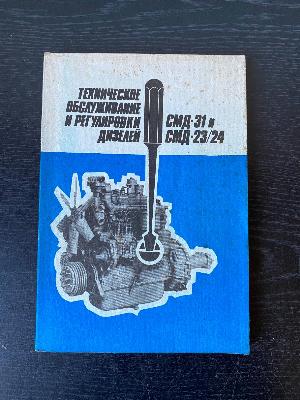 ТЕХНИЧЕСКОЕ
ОБСЛУЖИВАНИЕ
И РЕГУЛИРОВКИ
ДИЗЕЛЕЙ
СМД-31 и
СМД-23/24